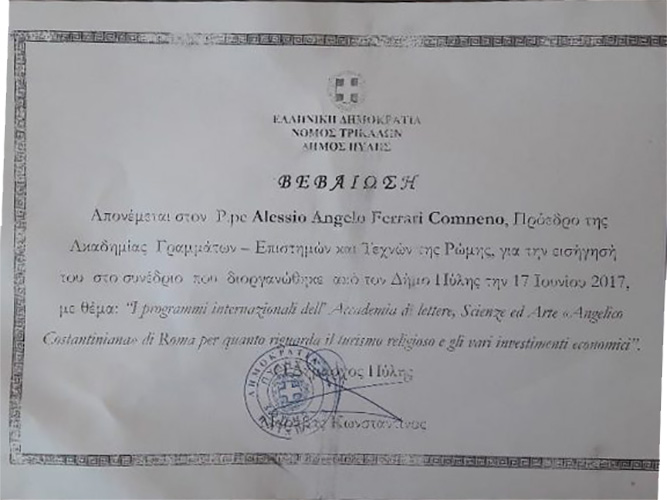 ΕΛΛΗΝΙΚΗ ΔΗΜΟΚΡΑΤΙΑ
ΝΟΜΟΣ ΤΡΙΚΑΛΩΝ
ΔΗΜΟΣ ΠΥΛΗΣ
ΒΕΒΑΙΩΣΗ
Απονέμεται στον P.pe Alessio Angelo Ferrari Comneno, Πρόεδρο της
Ακαδημίας Γραμμάτων – Επιστημών και Τεχνών της Ρώμης, για την εισήγησή
του στο συνέδριο που διοργανώθηκε από τον Δήμο Πύλης την 17 Ιουνίου 2017,
με θέμα: "I programmi internazionali dell' Accademia di lettere, Scienze ed Arte «Angelico
Costantiniana» di Roma per quanto riguarda il turismo religioso e gli vari investimenti economici".
Ο Δήμαρχος Πύλης
Κωνσταντίνος